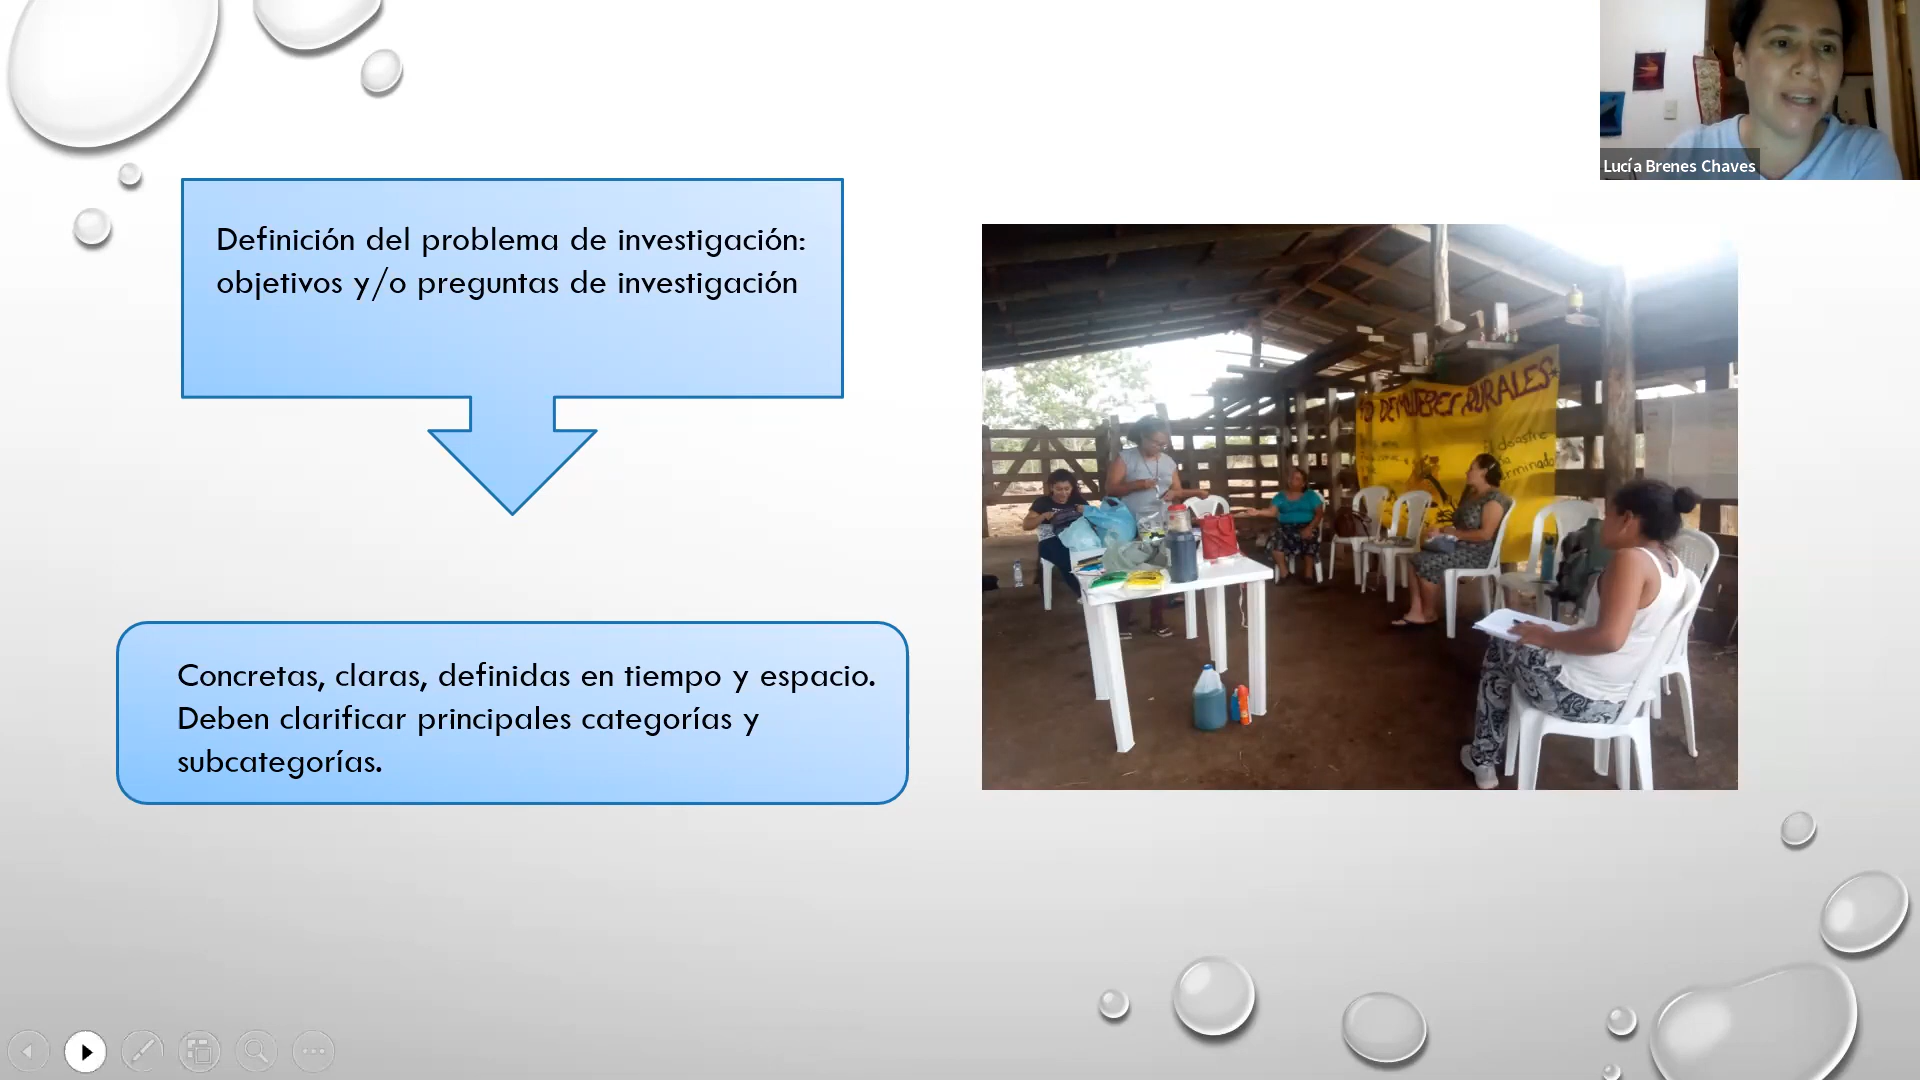 Definición del problema de investigación:
objetivos y/o preguntas de investigación
Concretas, claras, definidas en tiempo y espacio.
Deben clarificar principales categorías y
subcategorías.
Lucía Brenes Chaves
DE MUJERES RURALES